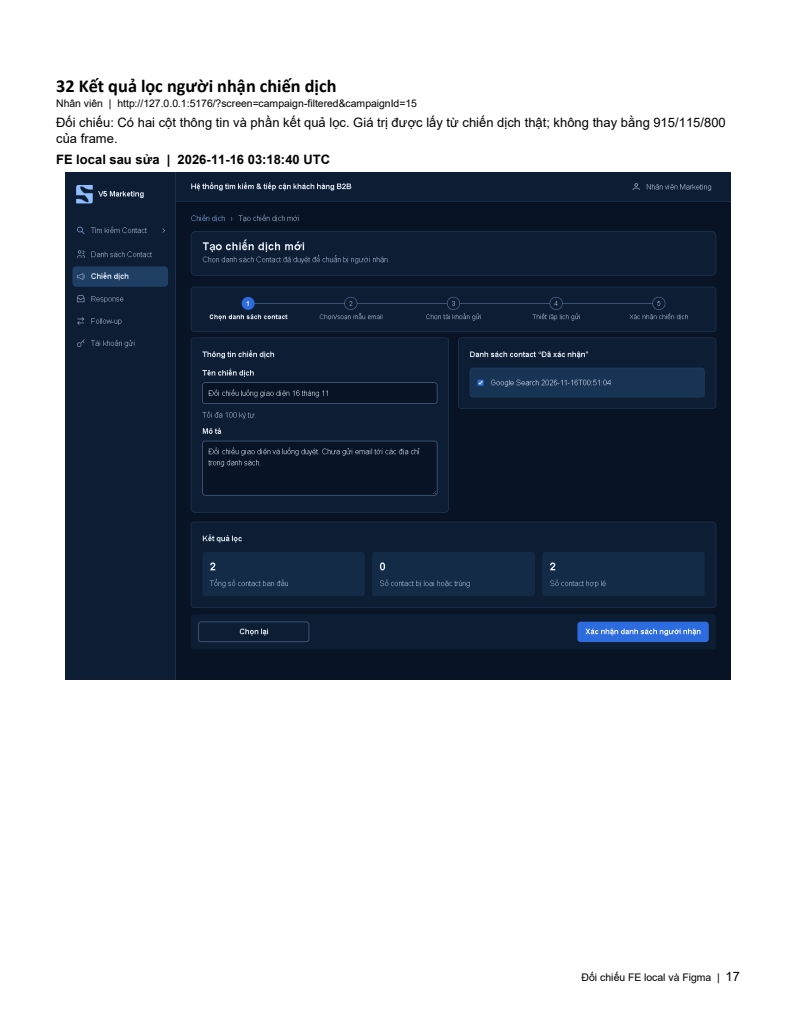 32 Kết quả lọc người nhận chiến dịch
Nhân viên | http://127.0.0.1:5176/?screen=campaign-filtered&campaignId=15
Đối chiếu: Có hai cột thông tin và phần kết quả lọc. Giá trị được lấy từ chiến dịch thật; không thay bằng 915/115/800
của frame.
FE local sau sửa | 2026-11-16 03:18:40 UTC
V5 Marketing
Hệ thống tìm kiếm & tiếp cận khách hàng B2B
Nhân viên Marketing
Tìm kiếm Contact
Danh sách Contact
Chiến dịch
Response
Follow-up
Tài khoản gửi
Chiến dịch › Tạo chiến dịch mới
Tạo chiến dịch mới
Chọn danh sách Contact đã duyệt để chuẩn bị người nhận.
1 2 3 4 5
Chọn danh sách contact Chọn/soạn mẫu email Chọn tài khoản gửi Thiết lập lịch gửi Xác nhận chiến dịch
Thông tin chiến dịch
Tên chiến dịch
Đối chiếu luồng giao diện 16 tháng 11
Tối đa 100 ký tự.
Mô tả
Đối chiếu giao diện và luồng duyệt. Chưa gửi email tới các địa chỉ
trong danh sách.
Danh sách contact “Đã xác nhận”
Google Search 2026-11-16T00:51:04
Kết quả lọc
2 0 2
Tổng số contact ban đầu Số contact bị loại hoặc trùng Số contact hợp lệ
Chọn lại Xác nhận danh sách người nhận
Đối chiếu FE local và Figma | 17